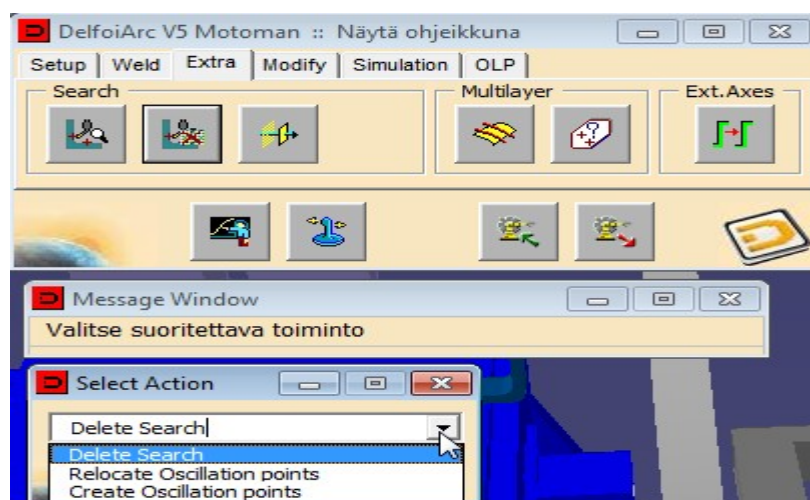 DelfoiArc V5 Motoman :: Näytä ohjeikkuna
Setup Weld Extra Modify Simulation OLP
Search Multilayer Ext.Axes
Message Window
Valitse suoritettava toiminto
Select Action
Delete Search
Delete Search
Relocate Oscillation points
Create Oscillation points